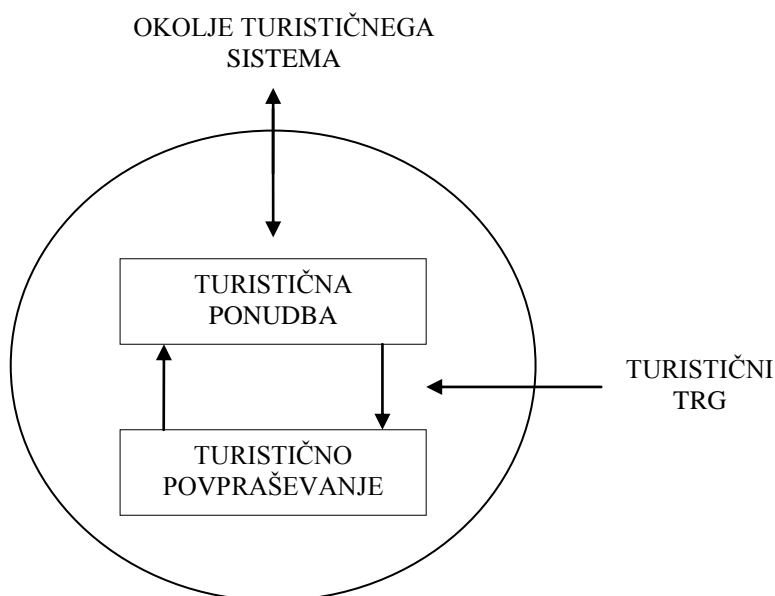 OKOLJE TURISTIČNEGA
SISTEMA
TURISTIČNA
PONUDBA
TURISTIČNI
TRG
TURISTIČNO
POVPRAŠEVANJE